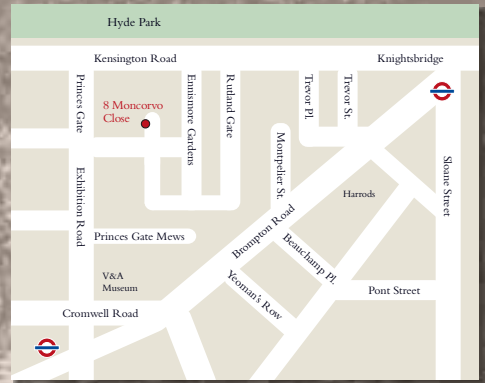 Hyde Park
Kensington Road
Knightsbridge
Princes Gate
8 Moncorvo
Close
Ennismore Gardens
Rutland Gate
Trevor Pl.
Trevor St.
Montpelier St.
Sloane Street
Exhibition Road
Harrods
Princes Gate Mews
Brompton Road
Beauchamp Pl.
V&A
Museum
Yeoman's Row
Pont Street
Cromwell Road